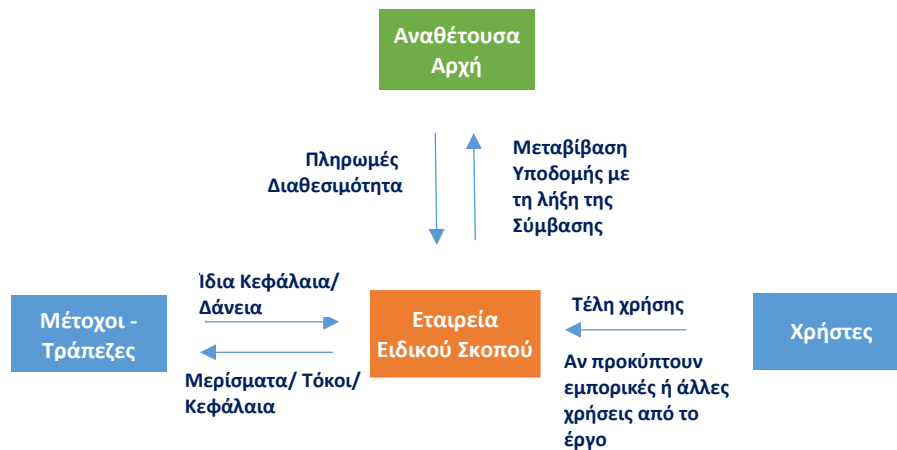 Αναθέτουσα
Αρχή
Πληρωμές
Διαθεσιμότητα
Μεταβίβαση
Υποδομής με
τη λήξη της
Σύμβασης
Μέτοχοι -
Τράπεζες
Ίδια Κεφάλαια/
Δάνεια
Μερίσματα/ Τόκοι/
Κεφάλαια
Εταιρεία
Ειδικού Σκοπού
Τέλη χρήσης
Αν προκύπτουν
εμπορικές ή άλλες
χρήσεις από το
έργο
Χρήστες